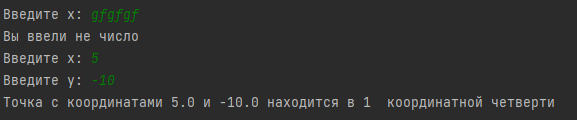 Введите x: gfgfgf
Вы ввели не число
Введите x: 5
Введите y: -10
Точка с координатами 5.0 и -10.0 находится в 1  координатной четверти